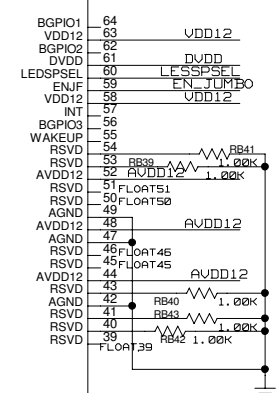 BGPIO1 64
VDD12 63 VDD12
BGPIO2 62
DVDD 61 DVDD
LEDSPSEL 60 LESSPSEL
ENJF 59 EN_JUMBO
VDD12 58 VDD12
INT 57
BGPIO3 56
WAKEUP 55
RSVD 54 RB41
RSVD 53 RB39 1.00K
AVDD12 52 AVDD12 1.00K
RSVD 51 FLOAT51
RSVD 50 FLOAT50
AGND 49
AVDD12 48 AVDD12
AGND 47
RSVD 46 FLOAT46
RSVD 45 FLOAT45
AVDD12 44 AVDD12
RSVD 43
AGND 42 RB40 1.00K
RSVD 41 RB43
RSVD 40 1.00K
RSVD 39 FLOAT39 RB42 1.00K